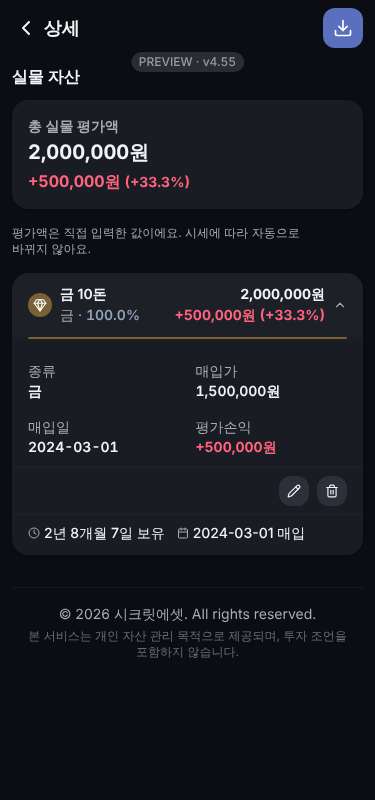 상세
PREVIEW · v4.55
실물 자산
총 실물 평가액
2,000,000원
+500,000원 (+33.3%)
평가액은 직접 입력한 값이에요. 시세에 따라 자동으로
바뀌지 않아요.
금 10돈 2,000,000원
금 · 100.0% +500,000원 (+33.3%)
종류 매입가
금 1,500,000원
매입일 평가손익
2024-03-01 +500,000원
2년 8개월 7일 보유 2024-03-01 매입
© 2026 시크릿에셋. All rights reserved.
본 서비스는 개인 자산 관리 목적으로 제공되며, 투자 조언을
포함하지 않습니다.